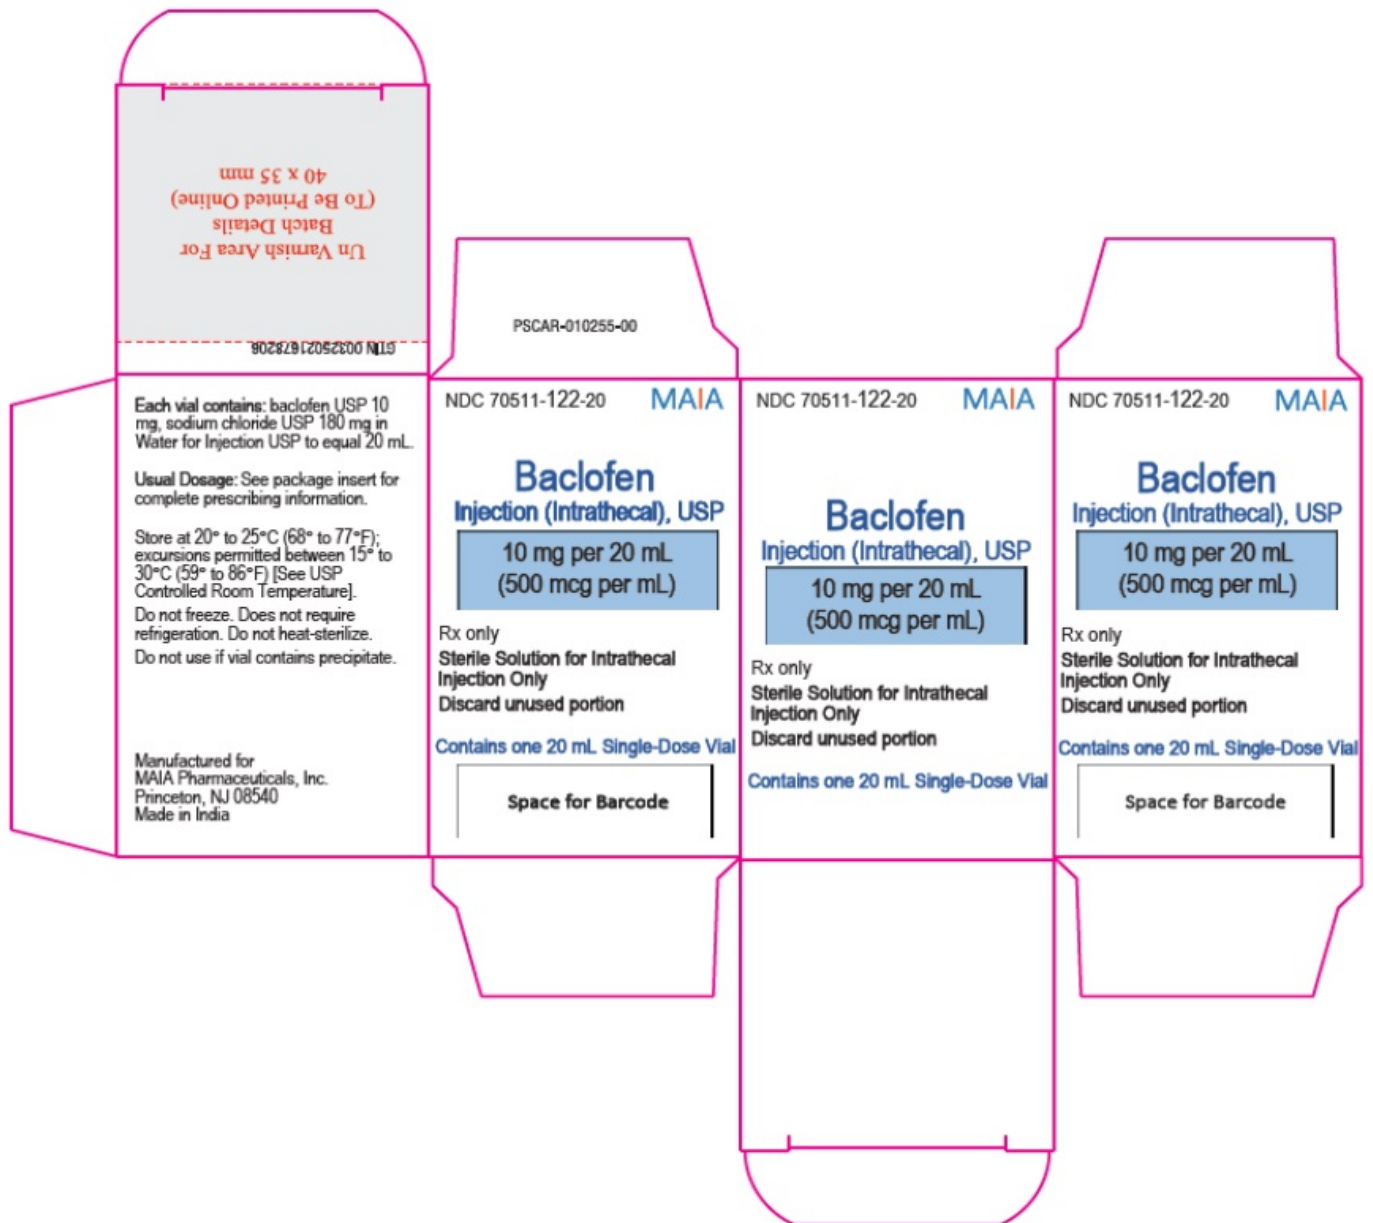 GTIN 00325021678206
Un Varnish Area For
Batch Details
(To Be Printed Online)
40 x 35 mm
PSCAR-010255-00
Each vial contains: baclofen USP 10
mg, sodium chloride USP 180 mg in
Water for Injection USP to equal 20 mL.
Usual Dosage: See package insert for
complete prescribing information.
Store at 20° to 25°C (68° to 77°F);
excursions permitted between 15° to
30°C (59° to 86°F) [See USP
Controlled Room Temperature].
Do not freeze. Does not require
refrigeration. Do not heat-sterilize.
Do not use if vial contains precipitate.
Manufactured for
MAIA Pharmaceuticals, Inc.
Princeton, NJ 08540
Made in India
NDC 70511-122-20 MAIA
Baclofen
Injection (Intrathecal), USP
10 mg per 20 mL
(500 mcg per mL)
Rx only
Sterile Solution for Intrathecal
Injection Only
Discard unused portion
Contains one 20 mL Single-Dose Vial
Space for Barcode
NDC 70511-122-20 MAIA
Baclofen
Injection (Intrathecal), USP
10 mg per 20 mL
(500 mcg per mL)
Rx only
Sterile Solution for Intrathecal
Injection Only
Discard unused portion
Contains one 20 mL Single-Dose Vial
NDC 70511-122-20 MAIA
Baclofen
Injection (Intrathecal), USP
10 mg per 20 mL
(500 mcg per mL)
Rx only
Sterile Solution for Intrathecal
Injection Only
Discard unused portion
Contains one 20 mL Single-Dose Vial
Space for Barcode